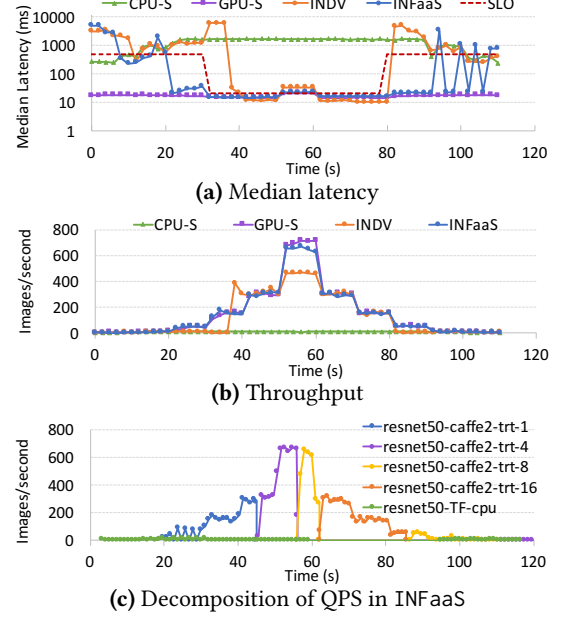 CPU-S GPU-S INDV INFaaS SLO
Median Latency (ms)
10000
1000
100
10
1
0 20 40 60 80 100 120
Time (s)
(a) Median latency
CPU-S GPU-S INDV INFaaS
Images/second
800
600
400
200
0
0 20 40 60 80 100 120
Time (s)
(b) Throughput
Images/second
800
600
400
200
0
resnet50-caffe2-trt-1
resnet50-caffe2-trt-4
resnet50-caffe2-trt-8
resnet50-caffe2-trt-16
resnet50-TF-cpu
0 20 40 60 80 100 120
Time (s)
(c) Decomposition of QPS in INFaaS